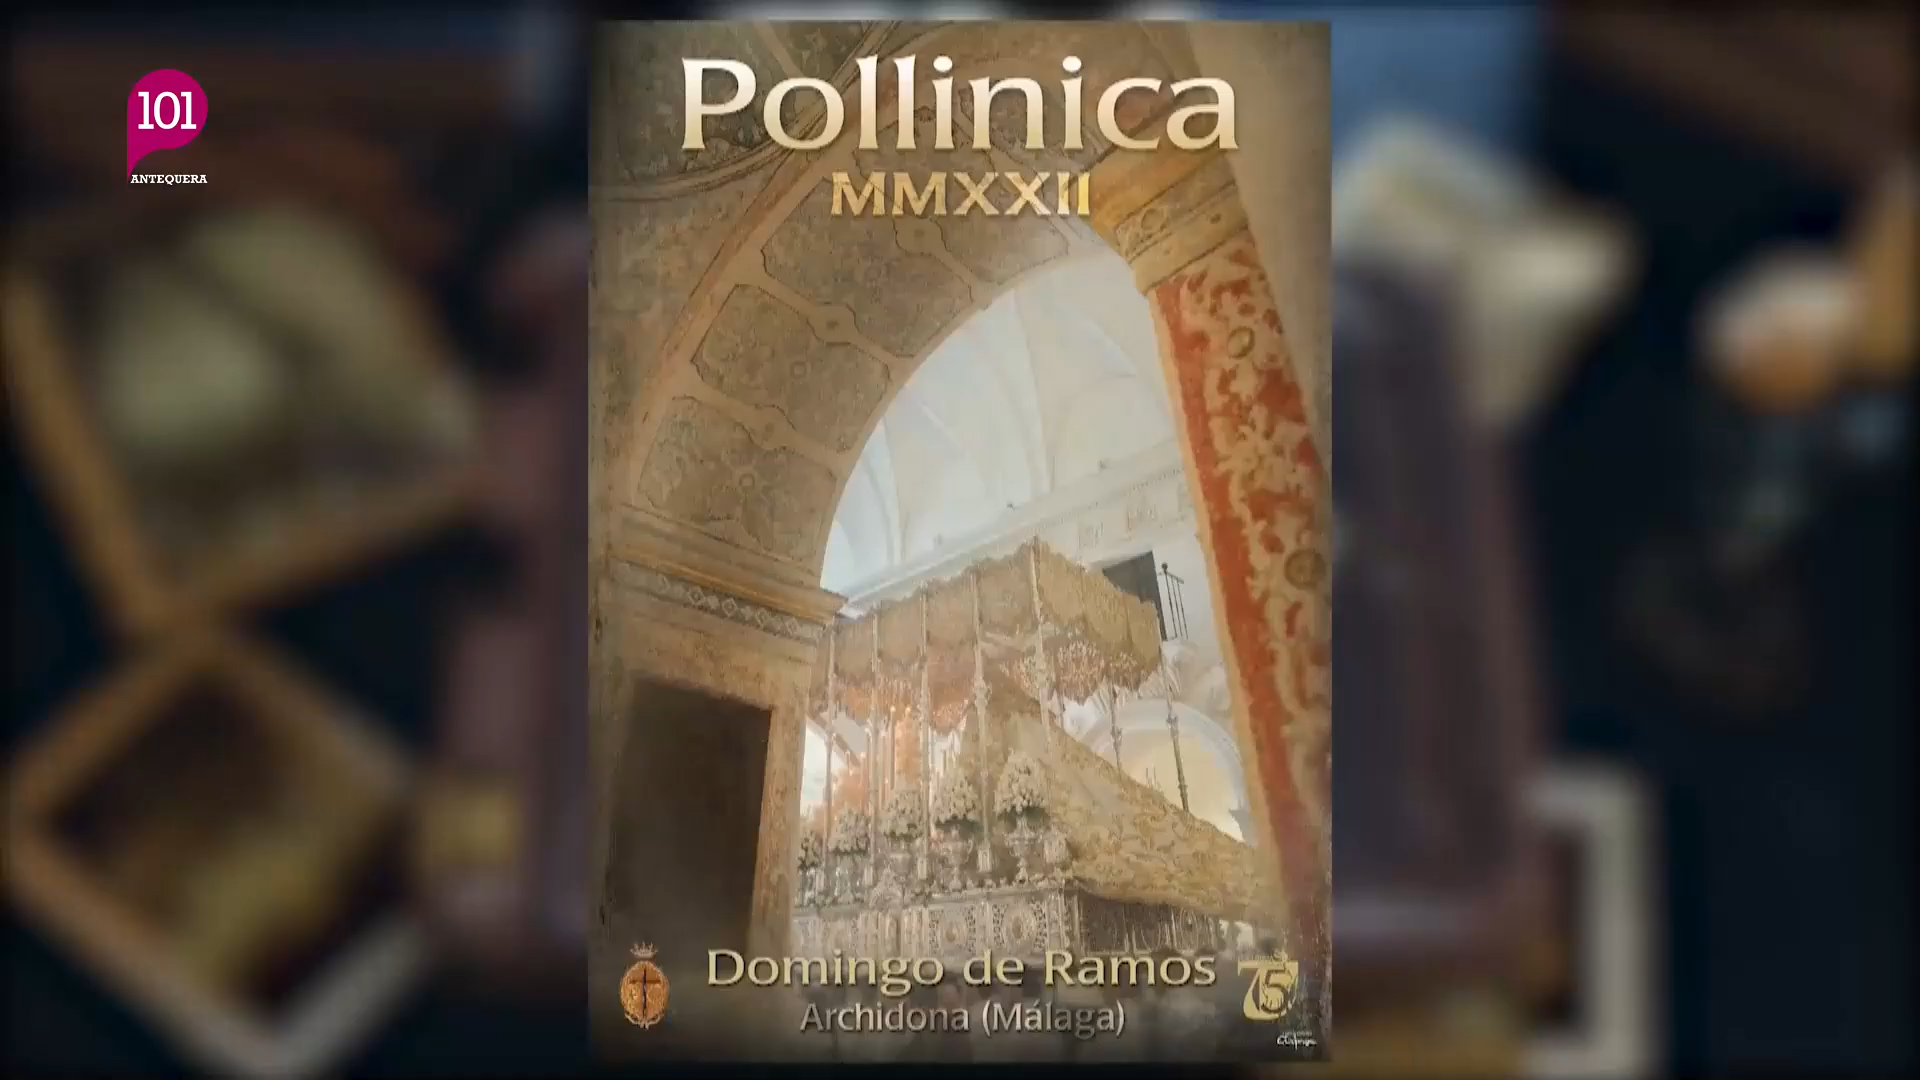 101
ANTEQUERA
Pollinica
MMXXII
Domingo de Ramos
Archidona (Málaga)
75